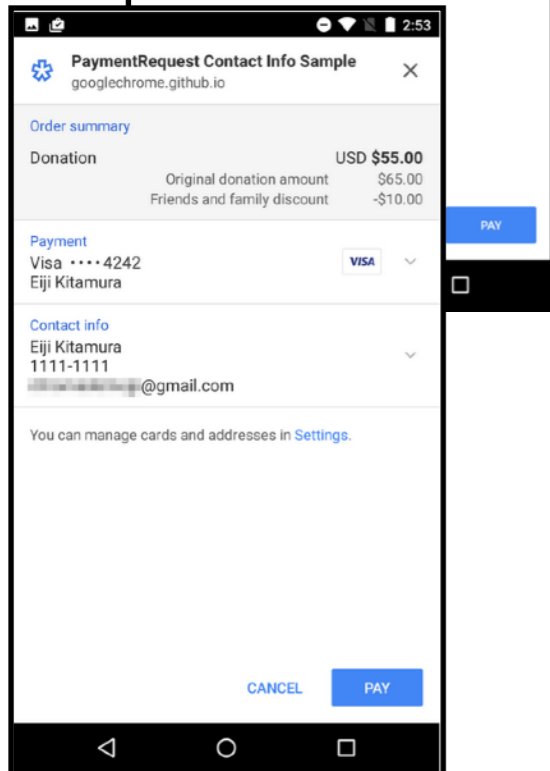 2:53
PaymentRequest Contact Info Sample
googlechrome.github.io
Order summary
Donation USD $55.00
Original donation amount $65.00
Friends and family discount -$10.00
Payment
Visa ····4242 VISA
Eiji Kitamura
Contact info
Eiji Kitamura
1111-1111
@gmail.com
You can manage cards and addresses in Settings.
CANCEL PAY
PAY